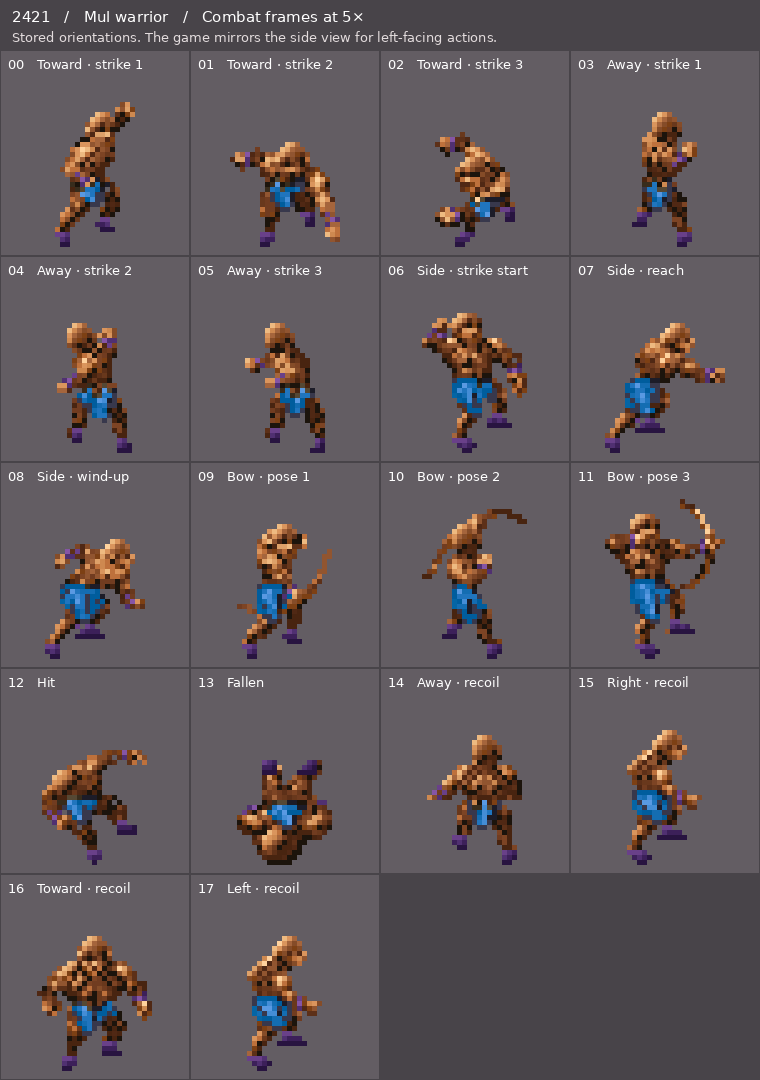 2421 / Mul warrior / Combat frames at 5×
Stored orientations. The game mirrors the side view for left-facing actions.
00 Toward · strike 1
01 Toward · strike 2
02 Toward · strike 3
03 Away · strike 1
04 Away · strike 2
05 Away · strike 3
06 Side · strike start
07 Side · reach
08 Side · wind-up
09 Bow · pose 1
10 Bow · pose 2
11 Bow · pose 3
12 Hit
13 Fallen
14 Away · recoil
15 Right · recoil
16 Toward · recoil
17 Left · recoil